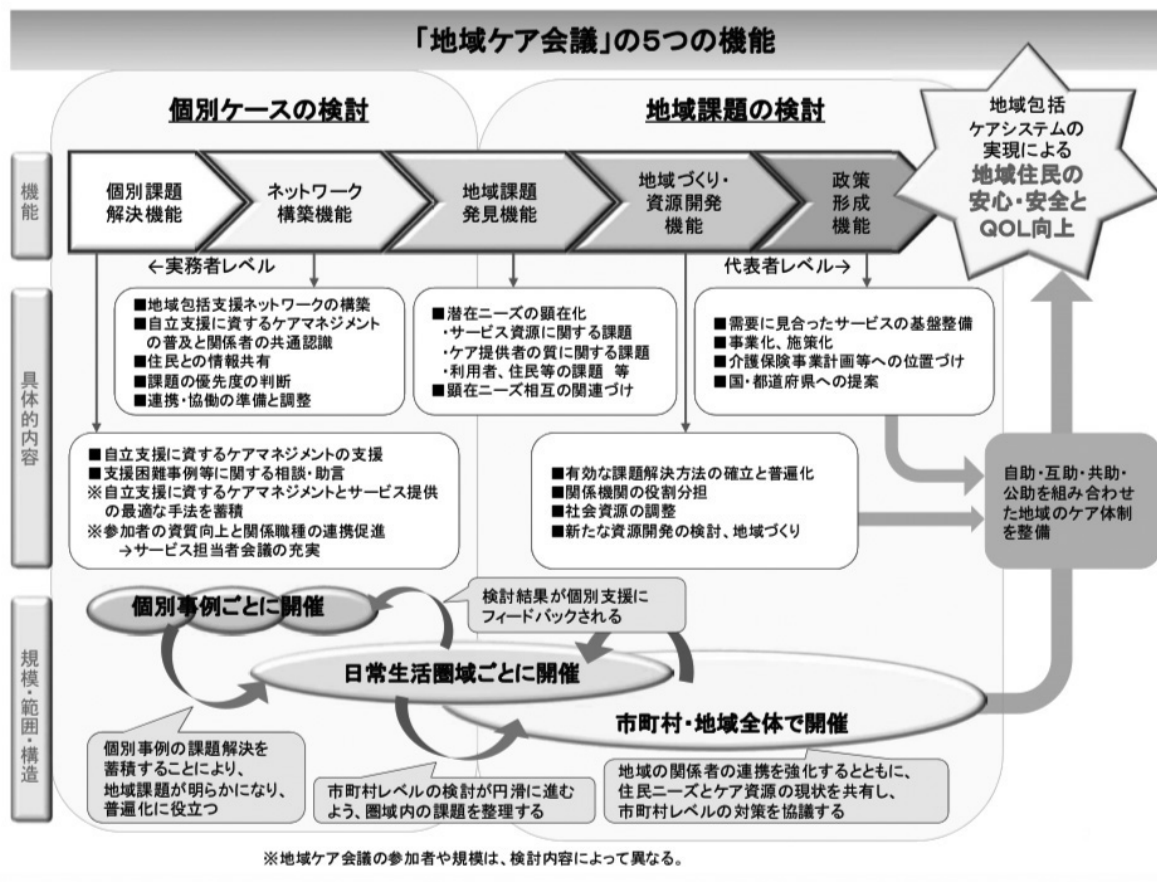 「地域ケア会議」の5つの機能
個別ケースの検討
地域課題の検討
地域包括
ケアシステムの
実現による
地域住民の
安心・安全と
QOL向上
機能
個別課題
解決機能
ネットワーク
構築機能
地域課題
発見機能
地域づくり・
資源開発
機能
政策
形成
機能
←実務者レベル
代表者レベル→
具体的内容
■地域包括支援ネットワークの構築
■自立支援に資するケアマネジメント
の普及と関係者の共通認識
■住民との情報共有
■課題の優先度の判断
■連携・協働の準備と調整
■潜在ニーズの顕在化
・サービス資源に関する課題
・ケア提供者の質に関する課題
・利用者、住民等の課題 等
■顕在ニーズ相互の関連づけ
■需要に見合ったサービスの基盤整備
■事業化、施策化
■介護保険事業計画等への位置づけ
■国・都道府県への提案
■自立支援に資するケアマネジメントの支援
■支援困難事例等に関する相談・助言
※自立支援に資するケアマネジメントとサービス提供
の最適な手法を蓄積
※参加者の資質向上と関係職種の連携促進
→サービス担当者会議の充実
■有効な課題解決方法の確立と普遍化
■関係機関の役割分担
■社会資源の調整
■新たな資源開発の検討、地域づくり
自助・互助・共助・
公助を組み合わせ
た地域のケア体制
を整備
規模・範囲・構造
個別事例ごとに開催
検討結果が個別支援に
フィードバックされる
日常生活圏域ごとに開催
市町村・地域全体で開催
個別事例の課題解決を
蓄積することにより、
地域課題が明らかになり、
普遍化に役立つ
市町村レベルの検討が円滑に進む
よう、圏域内の課題を整理する
地域の関係者の連携を強化するとともに、
住民ニーズとケア資源の現状を共有し、
市町村レベルの対策を協議する
※地域ケア会議の参加者や規模は、検討内容によって異なる。